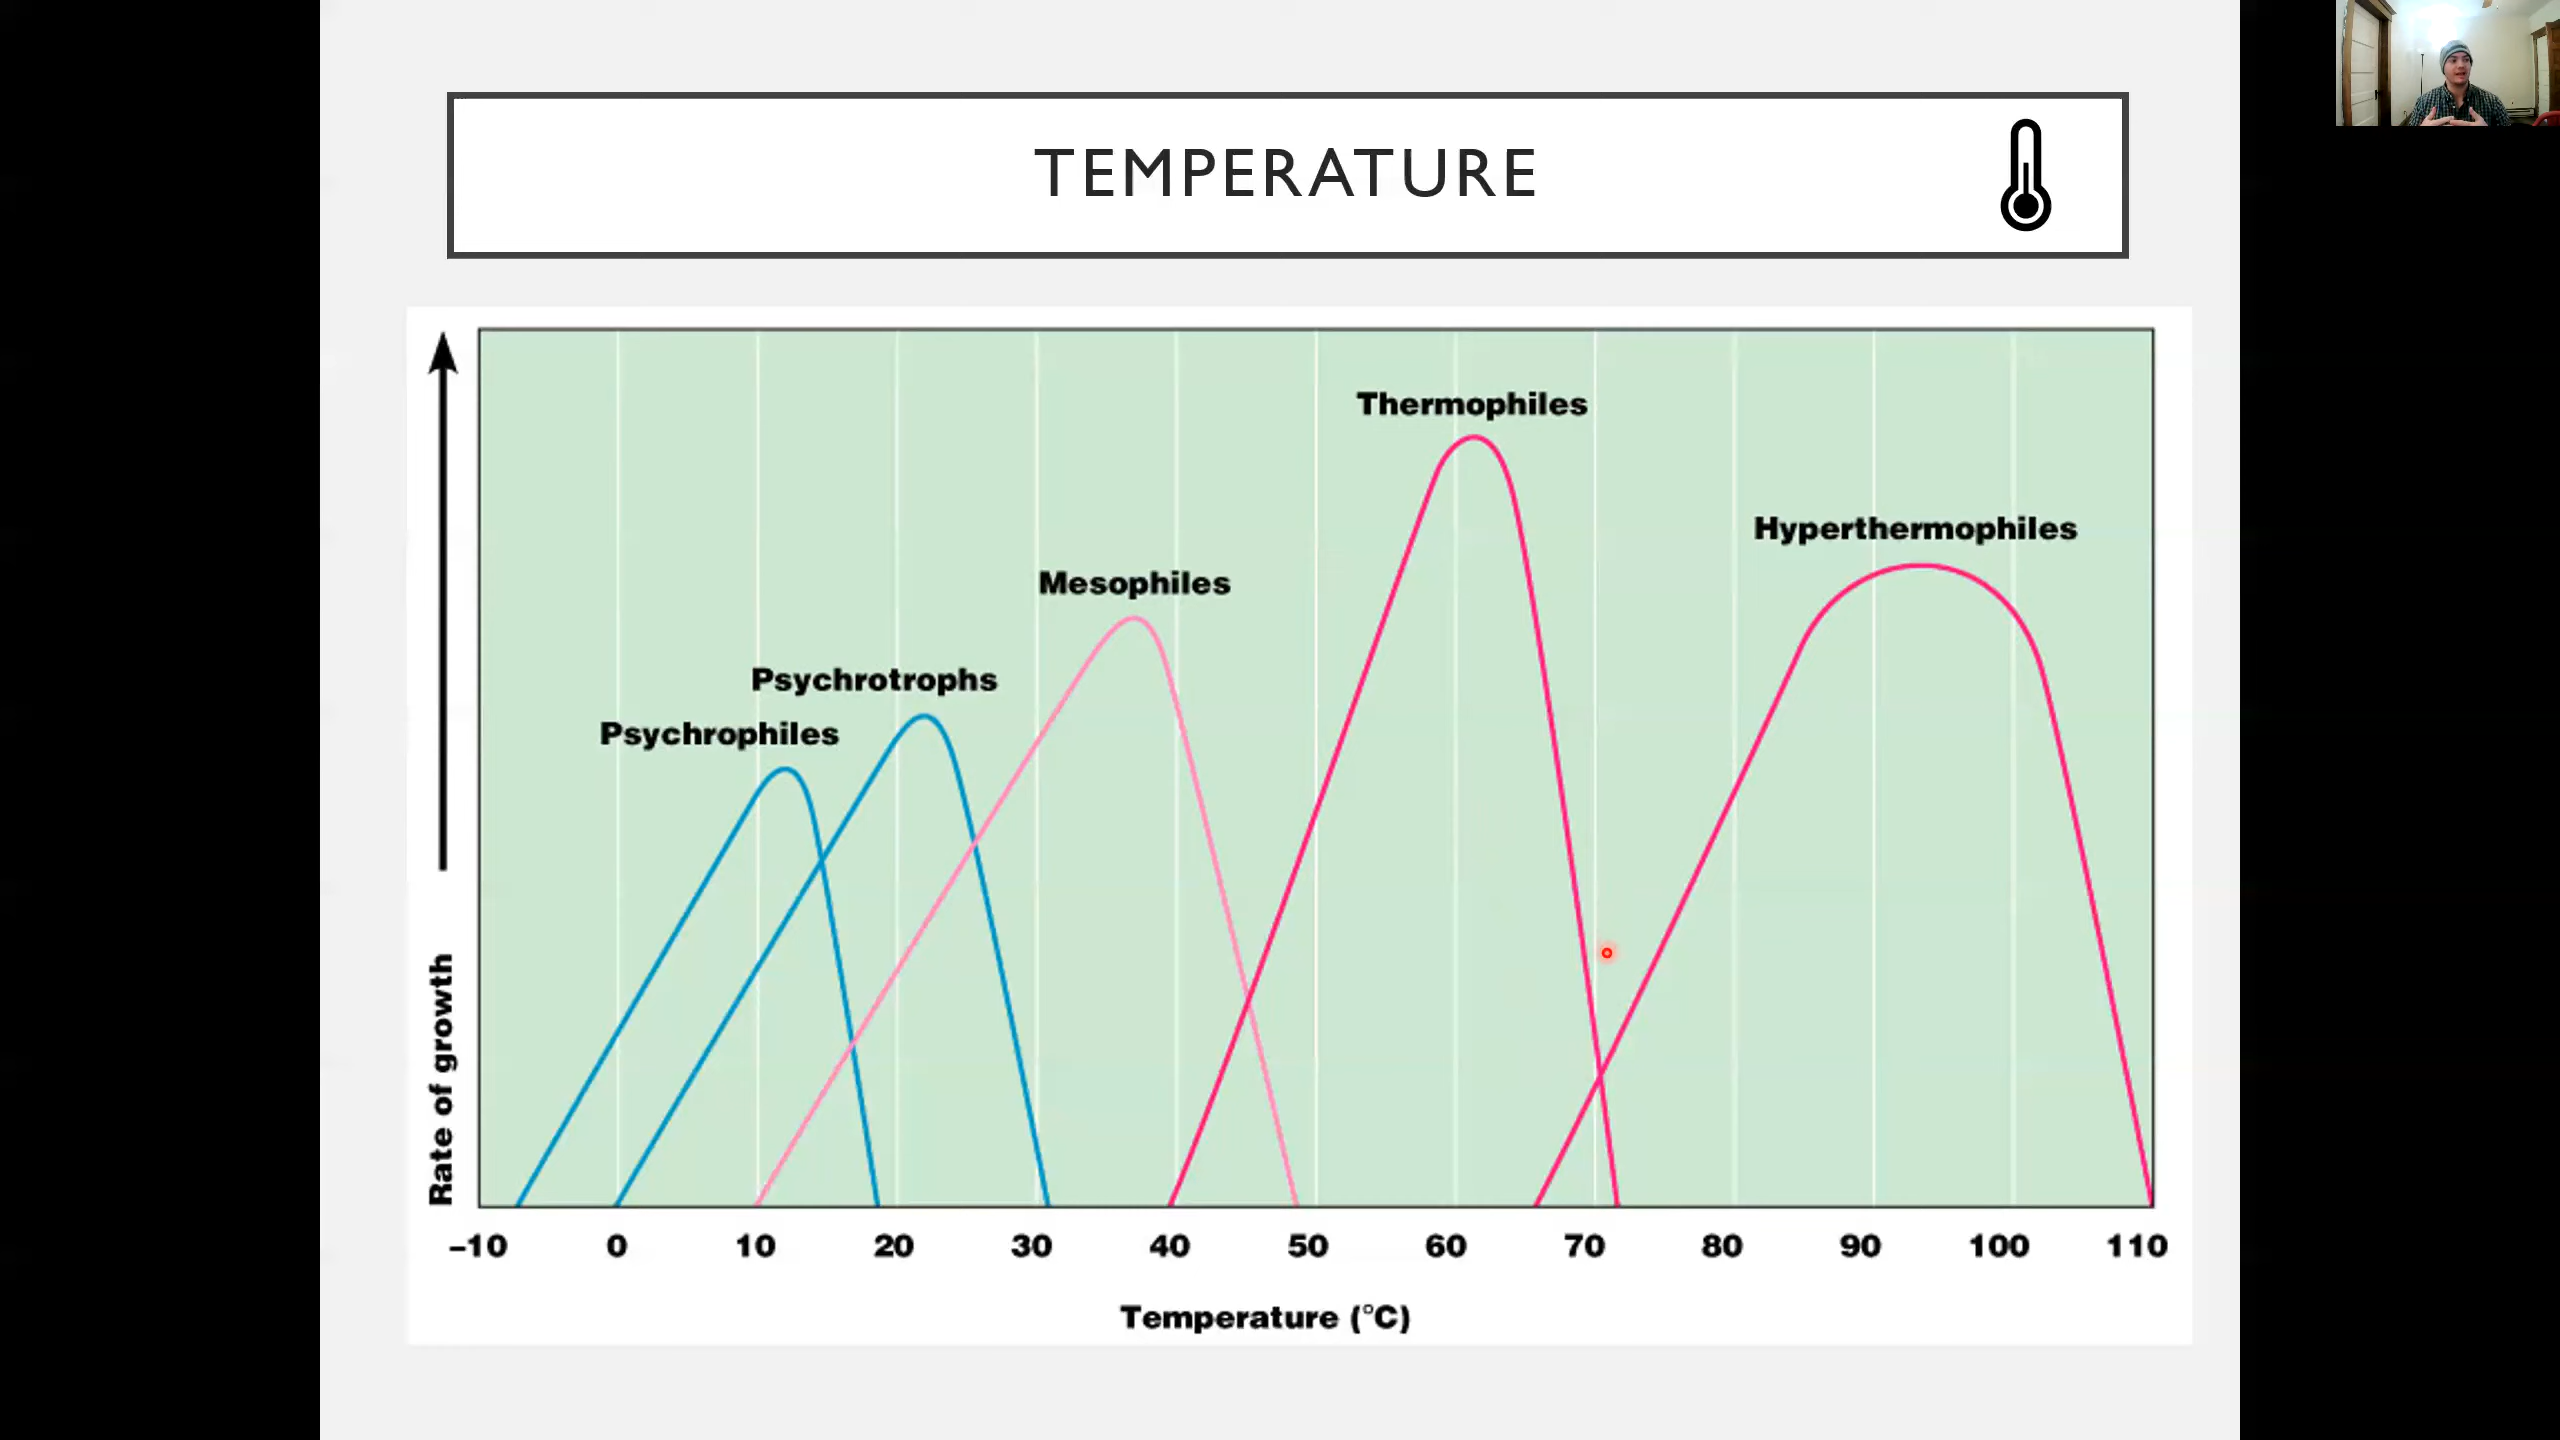 TEMPERATURE
Thermophiles
Hyperthermophiles
Mesophiles
Psychrotrophs
Psychrophiles
Rate of growth
–10 0 10 20 30 40 50 60 70 80 90 100 110
Temperature (°C)